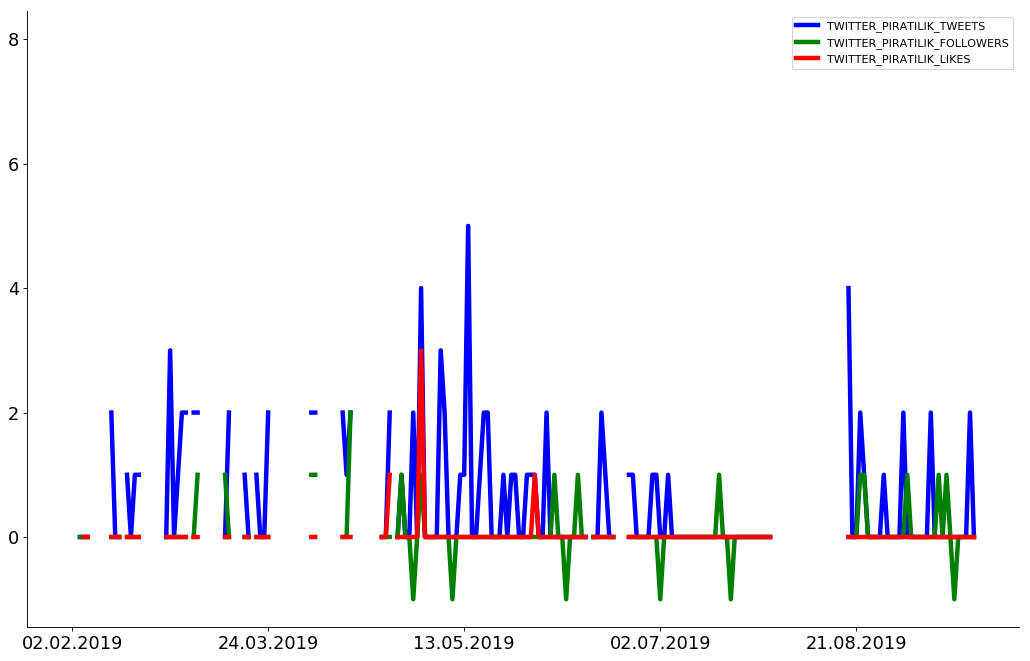 TWITTER_PIRATILIK_TWEETS
TWITTER_PIRATILIK_FOLLOWERS
TWITTER_PIRATILIK_LIKES
8
6
4
2
0
02.02.2019 24.03.2019 13.05.2019 02.07.2019 21.08.2019